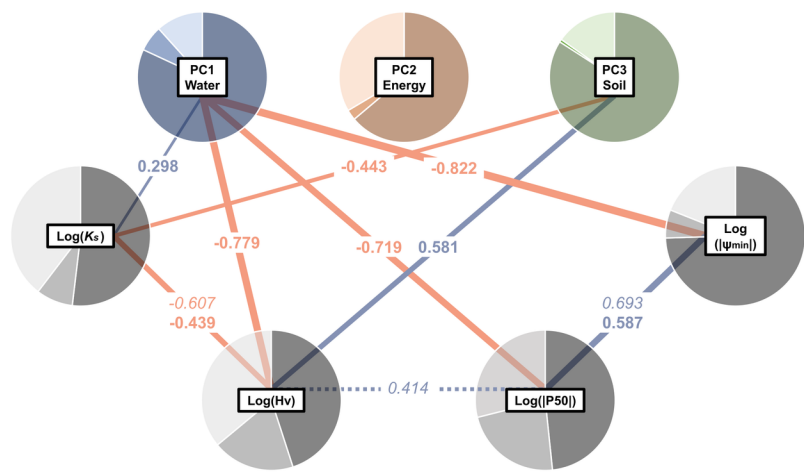 PC1
Water
PC2
Energy
PC3
Soil
0.298
-0.443
-0.822
Log(Ks)
-0.779
-0.719
0.581
Log
(|ψmin|)
-0.607
-0.439
0.693
0.587
Log(Hv)
0.414
Log(|P50|)